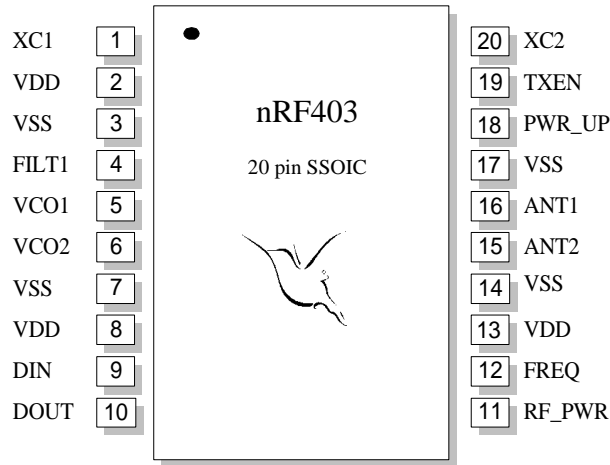 XC1 1 20 XC2
VDD 2 19 TXEN
VSS 3 nRF403 18 PWR_UP
FILT1 4 20 pin SSOIC 17 VSS
VCO1 5 16 ANT1
VCO2 6 15 ANT2
VSS 7 14 VSS
VDD 8 13 VDD
DIN 9 12 FREQ
DOUT 10 11 RF_PWR